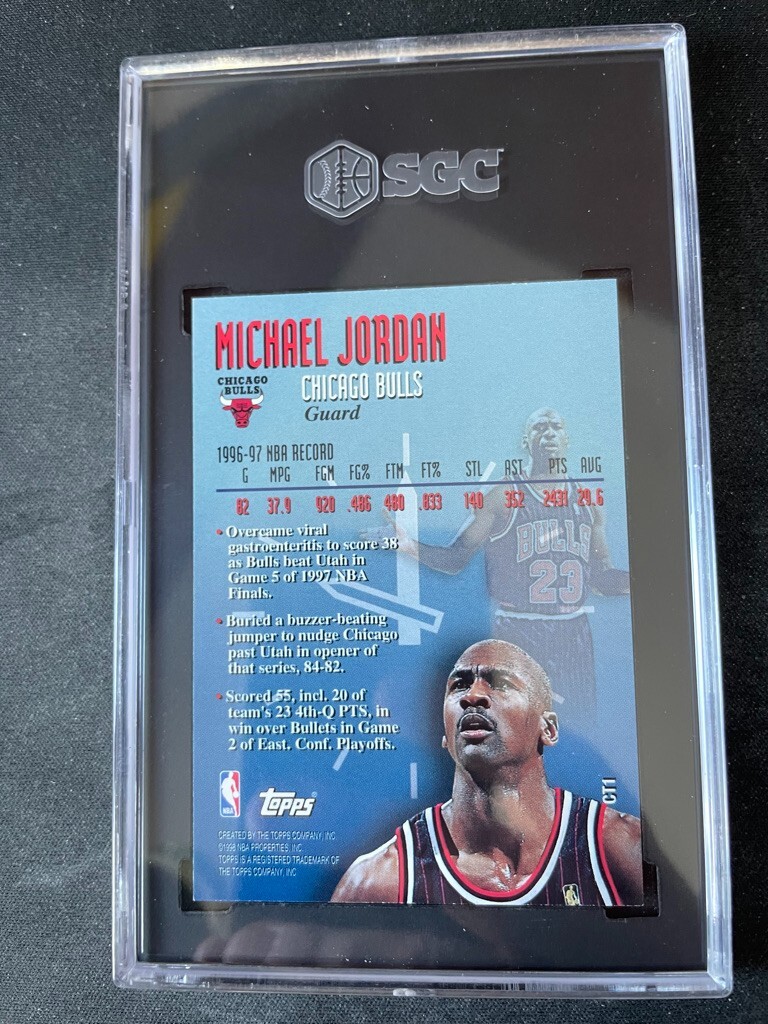 SGC
MICHAEL JORDAN
CHICAGO
BULLS
CHICAGO BULLS
Guard
1996-97 NBA RECORD
G MPG FGM FG% FTM FT% STL AST PTS AVG
82 37.9 920 .486 480 .833 140 352 2431 29.6
• Overcame viral
gastroenteritis to score 38
as Bulls beat Utah in
Game 5 of 1997 NBA
Finals.
• Buried a buzzer-beating
jumper to nudge Chicago
past Utah in opener of
that series, 84-82.
• Scored 55, incl. 20 of
team's 23 4th-Q PTS, in
win over Bullets in Game
2 of East. Conf. Playoffs.
BULLS
23
CT1
NBA
TOPPS®
CREATED BY THE TOPPS COMPANY, INC.
©1998 NBA PROPERTIES, INC.
TOPPS IS A REGISTERED TRADEMARK OF
THE TOPPS COMPANY, INC